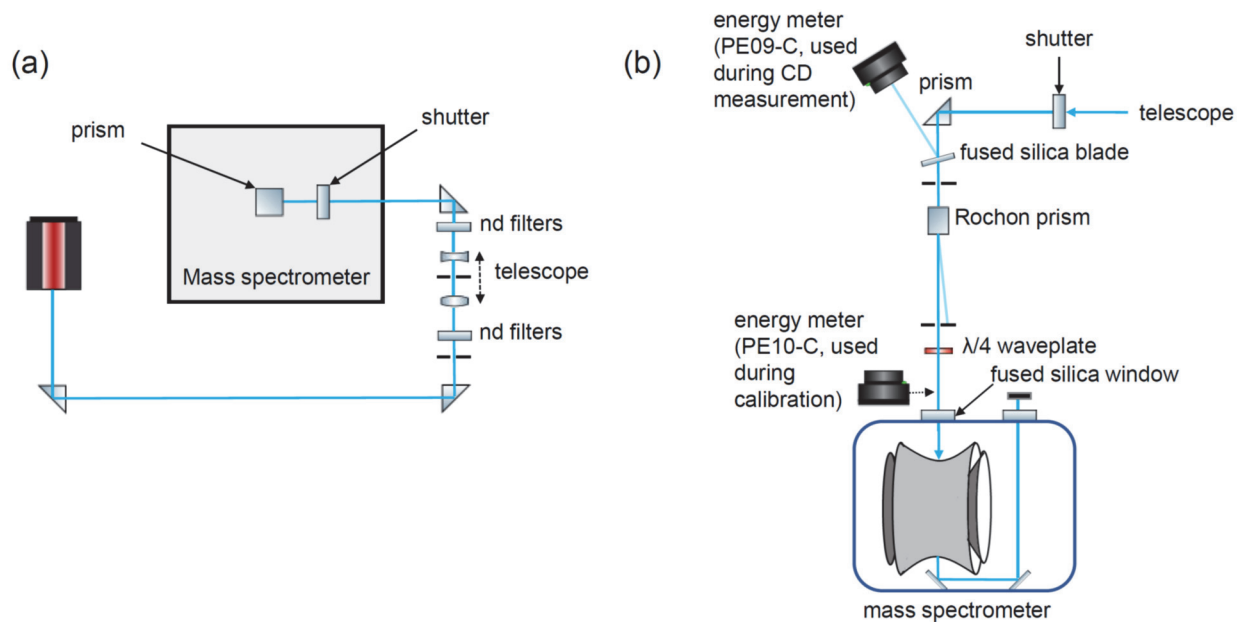 (a)
prism
shutter
nd filters
Mass spectrometer
telescope
nd filters
(b)
energy meter
(PE09-C, used
during CD
measurement)
prism
shutter
telescope
fused silica blade
Rochon prism
energy meter
(PE10-C, used
during
calibration)
λ/4 waveplate
fused silica window
mass spectrometer